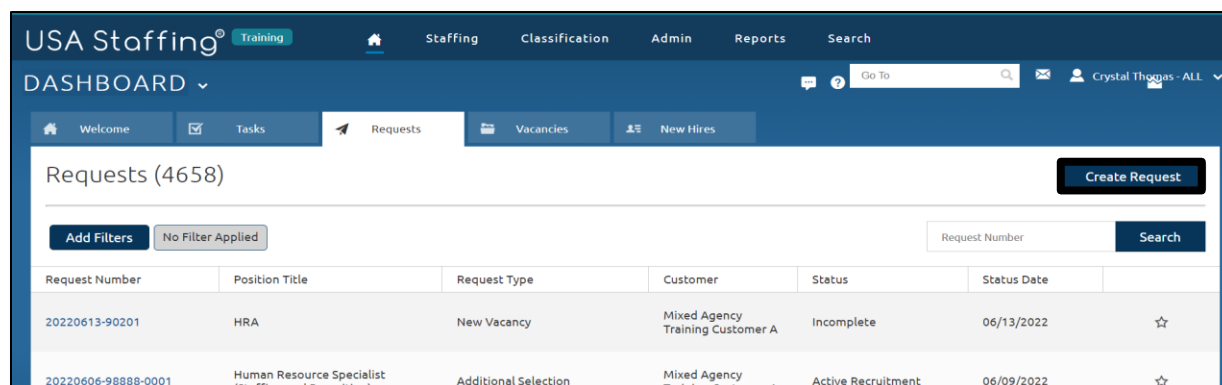 USA Staffing® Training Staffing Classification Admin Reports Search
DASHBOARD Go To Crystal Thomas - ALL
Welcome Tasks Requests Vacancies New Hires
Requests (4658) Create Request
Add Filters No Filter Applied Request Number Search
Request Number Position Title Request Type Customer Status Status Date
20220613-90201 HRA New Vacancy Mixed Agency Incomplete 06/13/2022
Training Customer A
Human Resource Specialist Mixed Agency
20220606-98888-0001 Additional Selection Active Recruitment 06/09/2022